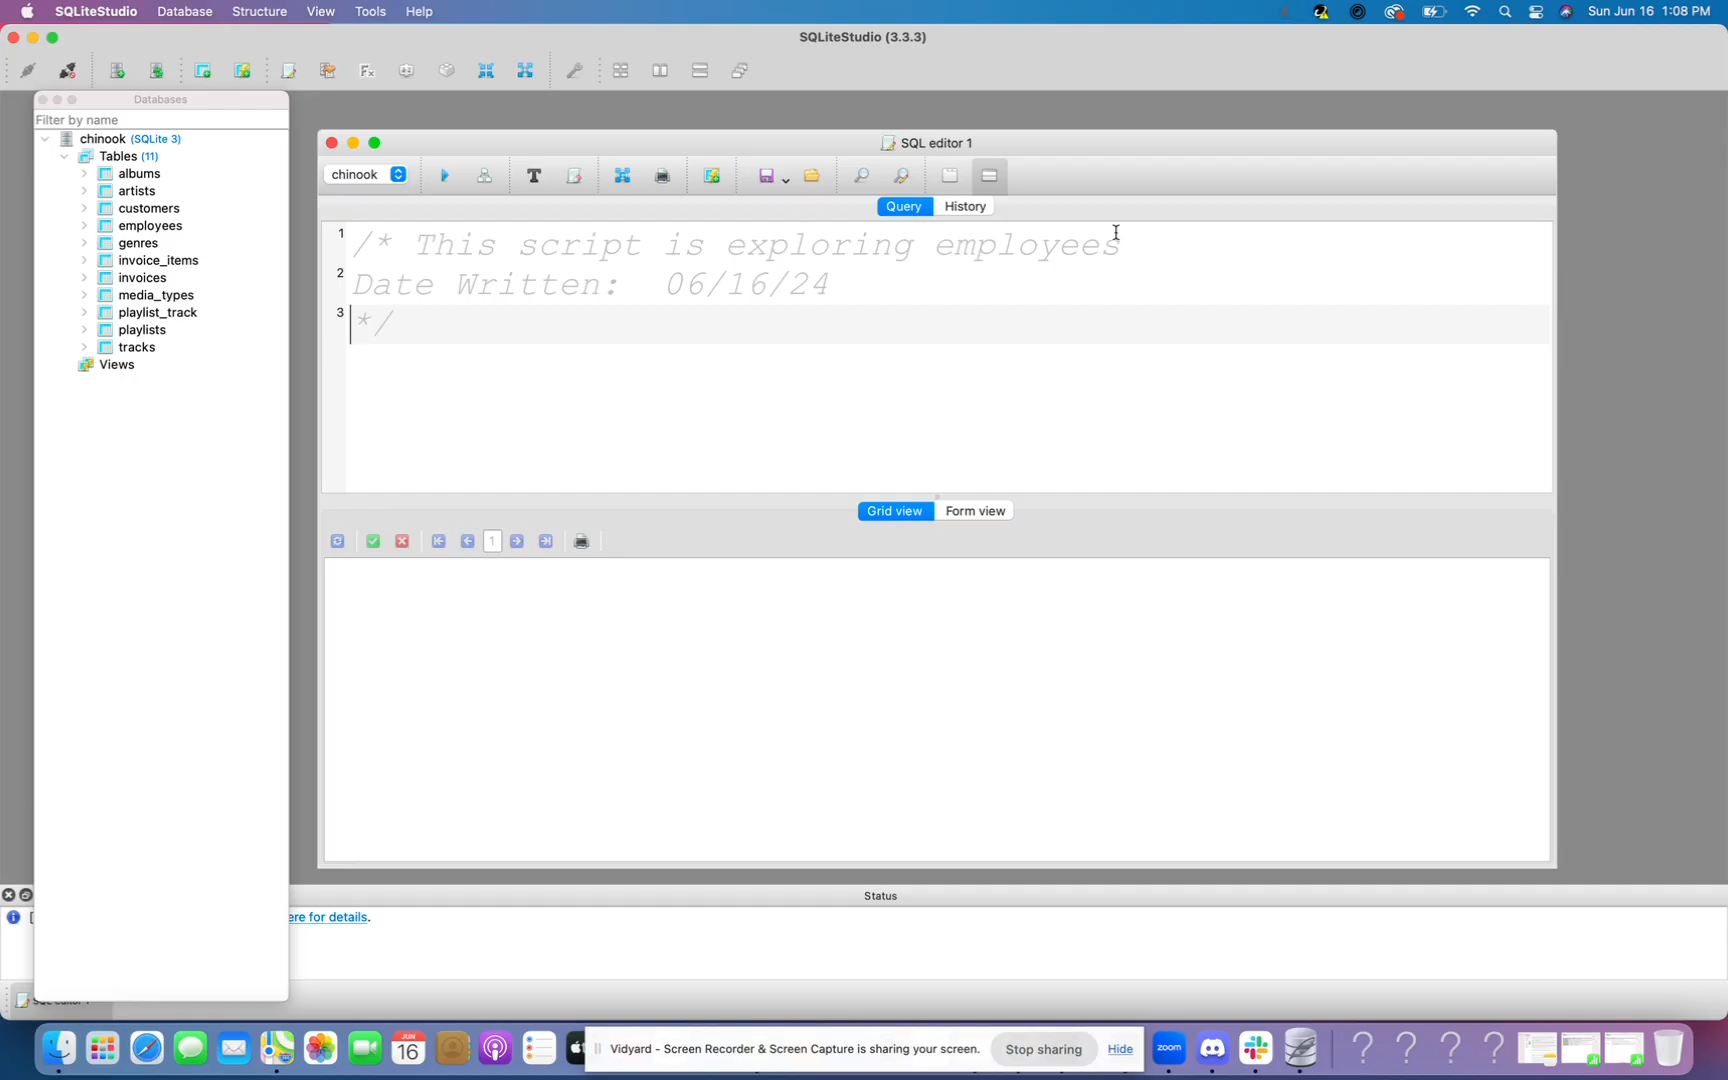 SQLiteStudio Database Structure View Tools Help Sun Jun 16 1:08 PM
SQLiteStudio (3.3.3)
Databases
Filter by name
chinook (SQLite 3)
Tables (11)
albums
artists
customers
employees
genres
invoice_items
invoices
media_types
playlist_track
playlists
tracks
Views
SQL editor 1
chinook
Query History
1 /* This script is exploring employees
2 Date Written: 06/16/24
3 */
Grid view Form view
1
Status
ere for details.
JUN
16
Vidyard - Screen Recorder & Screen Capture is sharing your screen. Stop sharing Hide
zoom